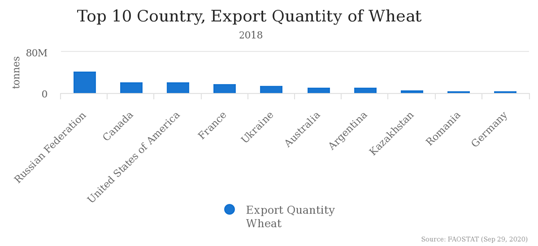 Top 10 Country, Export Quantity of Wheat
2018
tonnes
80M
0
Russian Federation
Canada
United States of America
France
Ukraine
Australia
Argentina
Kazakhstan
Romania
Germany
Export Quantity
Wheat
Source: FAOSTAT (Sep 29, 2020)